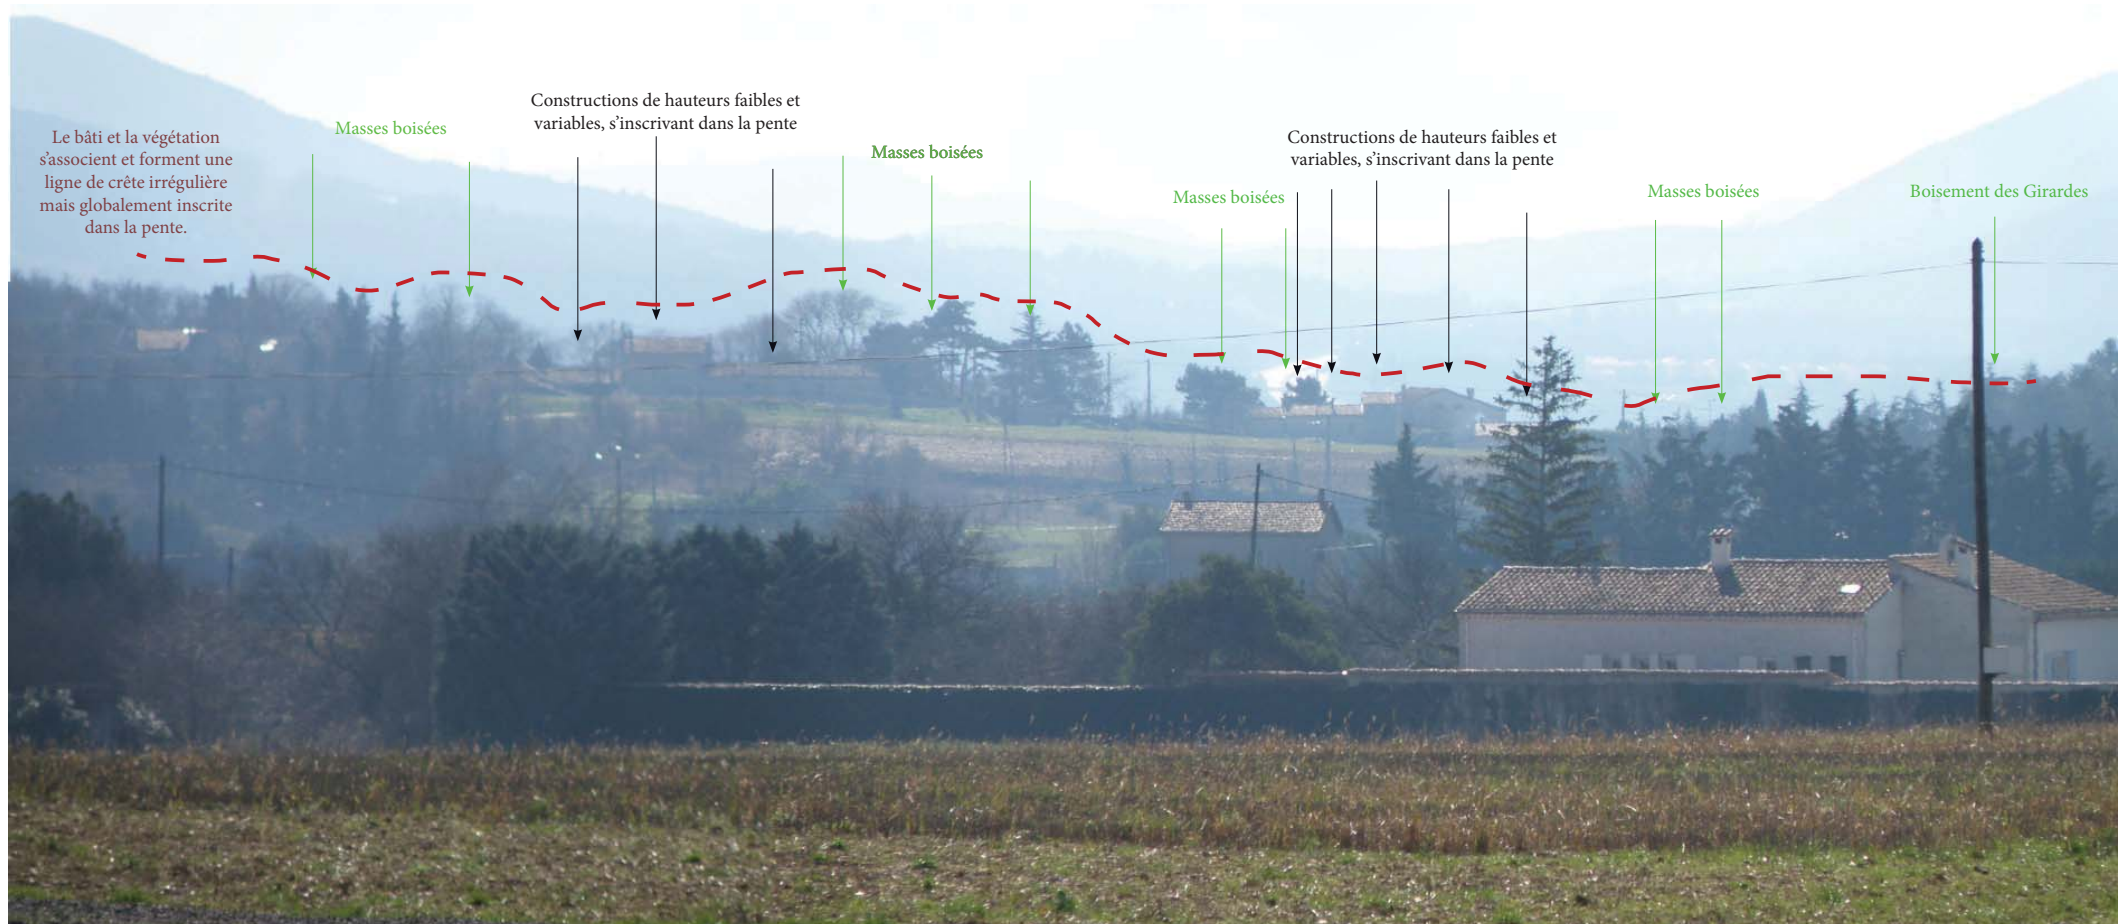 Le bâti et la végétation
s'associent et forment une
ligne de crête irrégulière
mais globalement inscrite
dans la pente.
Masses boisées
Constructions de hauteurs faibles et
variables, s'inscrivant dans la pente
Masses boisées
Masses boisées
Constructions de hauteurs faibles et
variables, s'inscrivant dans la pente
Masses boisées
Boisement des Girardes